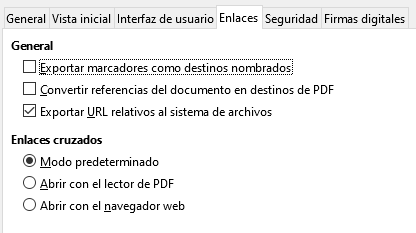 General Vista inicial Interfaz de usuario Enlaces Seguridad Firmas digitales
General
Exportar marcadores como destinos nombrados
Convertir referencias del documento en destinos de PDF
Exportar URL relativos al sistema de archivos
Enlaces cruzados
Modo predeterminado
Abrir con el lector de PDF
Abrir con el navegador web